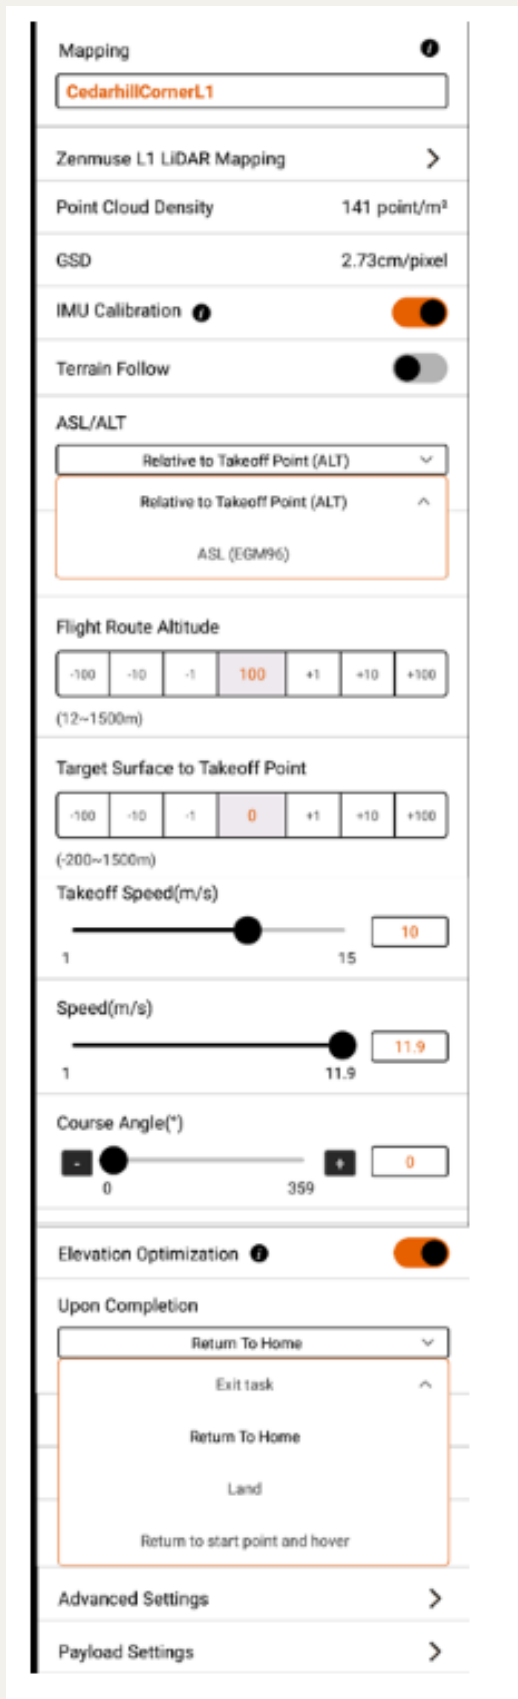 Mapping
CedarhillCornerL1
Zenmuse L1 LiDAR Mapping
Point Cloud Density 141 point/m²
GSD 2.73cm/pixel
IMU Calibration
Terrain Follow
ASL/ALT
Relative to Takeoff Point (ALT)
Relative to Takeoff Point (ALT)
ASL (EGM96)
Flight Route Altitude
-100 -10 -1 100 +1 +10 +100
(12~1500m)
Target Surface to Takeoff Point
-100 -10 -1 0 +1 +10 +100
(-200~1500m)
Takeoff Speed(m/s)
10
1 15
Speed(m/s)
11.9
1 11.9
Course Angle(°)
- + 0
0 359
Elevation Optimization
Upon Completion
Return To Home
Exit task
Return To Home
Land
Return to start point and hover
Advanced Settings
Payload Settings